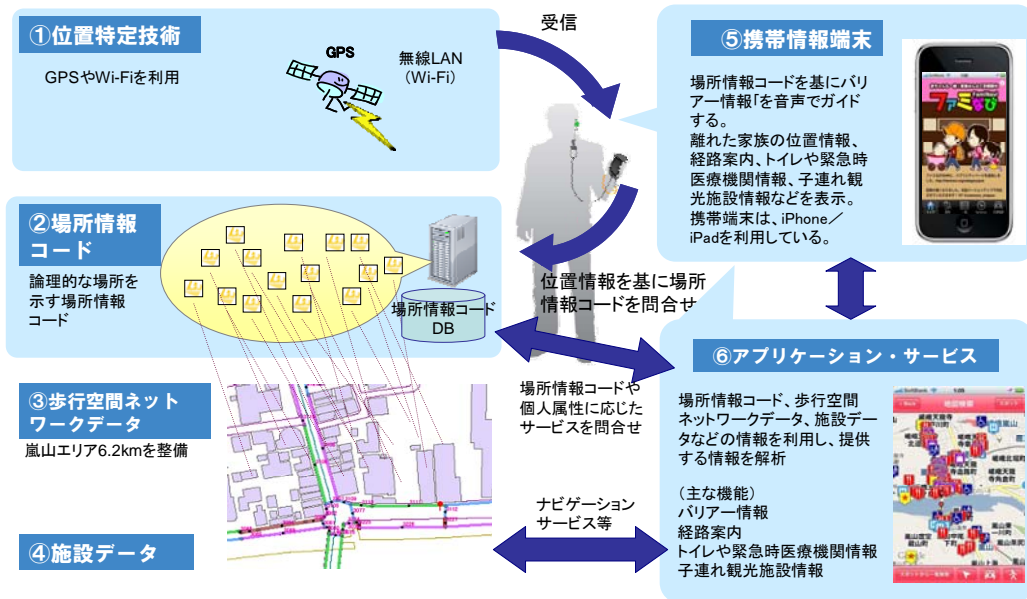 ①位置特定技術
GPSやWi-Fiを利用
GPS
無線LAN
（Wi-Fi）
受信
②場所情報
コード
論理的な場所を
示す場所情報
コード
場所情報コード
DB
位置情報を基に場所
情報コードを問合せ
③歩行空間ネット
ワークデータ
嵐山エリア6.2kmを整備
④施設データ
場所情報コードや
個人属性に応じた
サービスを問合せ
ナビゲーション
サービス等
⑤携帯情報端末
場所情報コードを基にバリ
アー情報「を音声でガイド
する。
離れた家族の位置情報、
経路案内、トイレや緊急時
医療機関情報、子連れ観
光施設情報などを表示。
携帯端末は、iPhone／
iPadを利用している。
ファミなび
⑥アプリケーション・サービス
場所情報コード、歩行空間
ネットワークデータ、施設デー
タなどの情報を利用し、提供
する情報を解析
（主な機能）
バリアー情報
経路案内
トイレや緊急時医療機関情報
子連れ観光施設情報
SoftBank
1:05
地図検索